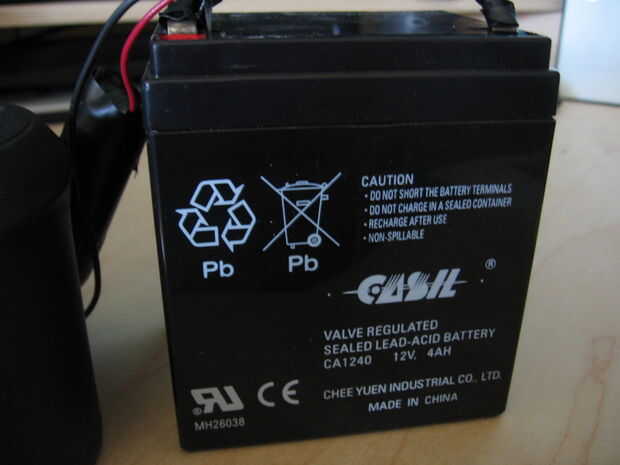 CAUTION
• DO NOT SHORT THE BATTERY TERMINALS
• DO NOT CHARGE IN A SEALED CONTAINER
• RECHARGE AFTER USE
• NON-SPILLABLE
Pb
Pb
CASIL ®
VALVE REGULATED
SEALED LEAD-ACID BATTERY
CA1240 12V, 4AH
CHEE YUEN INDUSTRIAL CO., LTD.
MADE IN CHINA
RU CE
MH26038